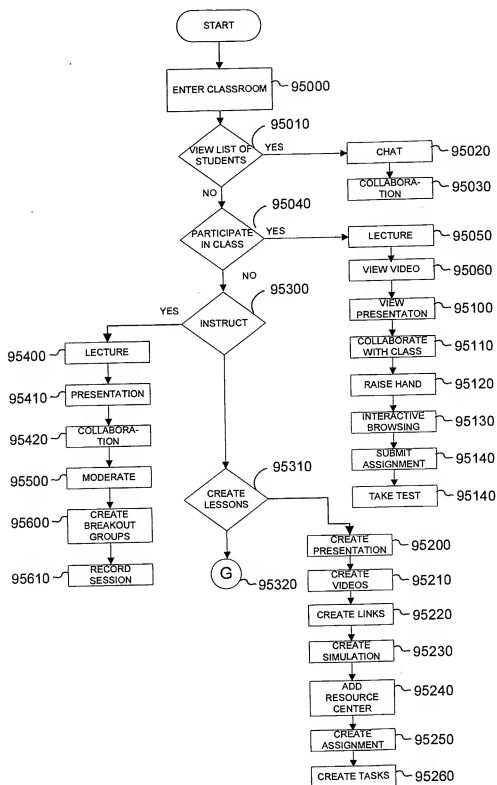 START
ENTER CLASSROOM
95000
95010
VIEW LIST OF
STUDENTS
YES
CHAT
95020
NO
COLLABORA-
TION
95030
95040
PARTICIPATE
IN CLASS
YES
LECTURE
95050
NO
VIEW VIDEO
95060
95300
YES
INSTRUCT
VIEW
PRESENTATON
95100
95400
LECTURE
COLLABORATE
WITH CLASS
95110
95410
PRESENTATION
RAISE HAND
95120
95420
COLLABORA-
TION
INTERACTIVE
BROWSING
95130
95500
MODERATE
SUBMIT
ASSIGNMENT
95140
95310
CREATE
LESSONS
TAKE TEST
95140
95600
CREATE
BREAKOUT
GROUPS
95610
RECORD
SESSION
G
95320
CREATE
PRESENTATION
95200
CREATE
VIDEOS
95210
CREATE LINKS
95220
CREATE
SIMULATION
95230
ADD
RESOURCE
CENTER
95240
CREATE
ASSIGNMENT
95250
CREATE TASKS
95260